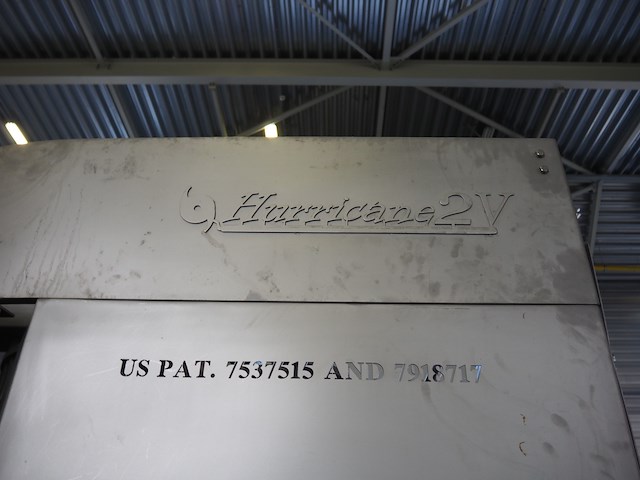 Hurricane2V
US PAT. 7537515 AND 7918717